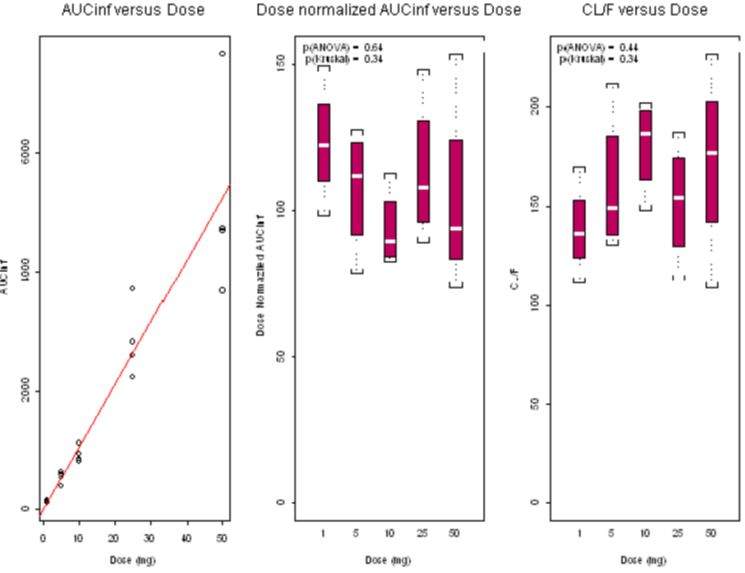 AUCinf versus Dose
AUCinf
6000
4000
2000
0
0 10 20 30 40 50
Dose (mg)
Dose normalized AUCinf versus Dose
p(ANOVA) = 0.64
p(Kruskal) = 0.34
Dose Normazlied AUCinf
150
100
50
0
1 5 10 25 50
Dose (mg)
CL/F versus Dose
p(ANOVA) = 0.44
p(Kruskal) = 0.34
CL/F
200
150
100
50
0
1 5 10 25 50
Dose (mg)